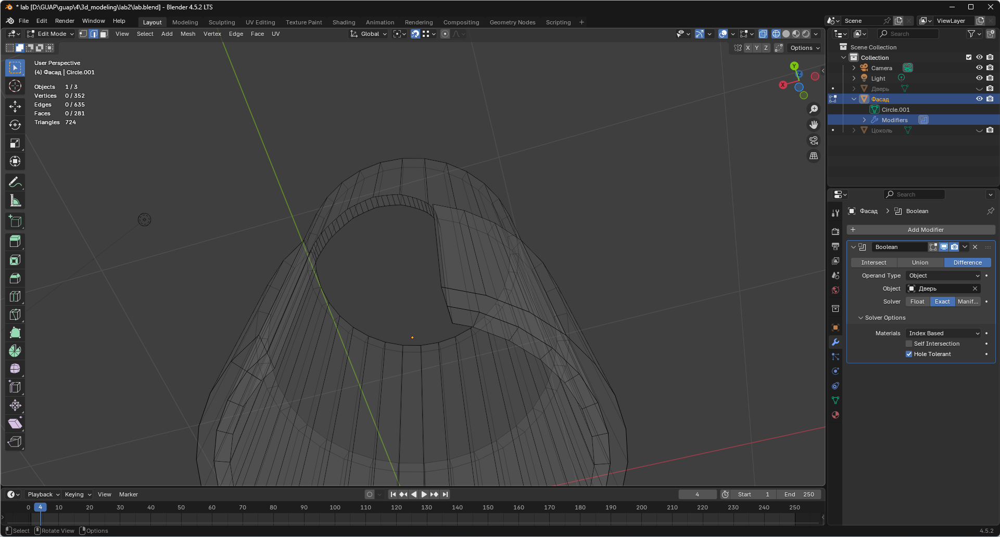 * lab [D:\GUAP\guap\4\3d_modeling\lab2\lab.blend] - Blender 4.5.2 LTS
File Edit Render Window Help Layout Modeling Sculpting UV Editing Texture Paint Shading Animation Rendering Compositing Geometry Nodes Scripting + Scene ViewLayer
Edit Mode View Select Add Mesh Vertex Edge Face UV Global Search
X Y Z Options
User Perspective
(4) Фасад | Circle.001
Objects 1 / 3
Vertices 0 / 352
Edges 0 / 635
Faces 0 / 281
Triangles 724
Y
Z
X
Scene Collection
Collection
Camera
Light
Дверь
Фасад
Circle.001
Modifiers
Цоколь
Search
Фасад > Boolean
+ Add Modifier
Boolean
Intersect Union Difference
Operand Type Object
Object Дверь
Solver Float Exact Manif...
Solver Options
Materials Index Based
Self Intersection
Hole Tolerant
Playback Keying View Marker 4 Start 1 End 250
0 4 10 20 30 40 50 60 70 80 90 100 110 120 130 140 150 160 170 180 190 200 210 220 230 240 250
Select Rotate View Options 4.5.2